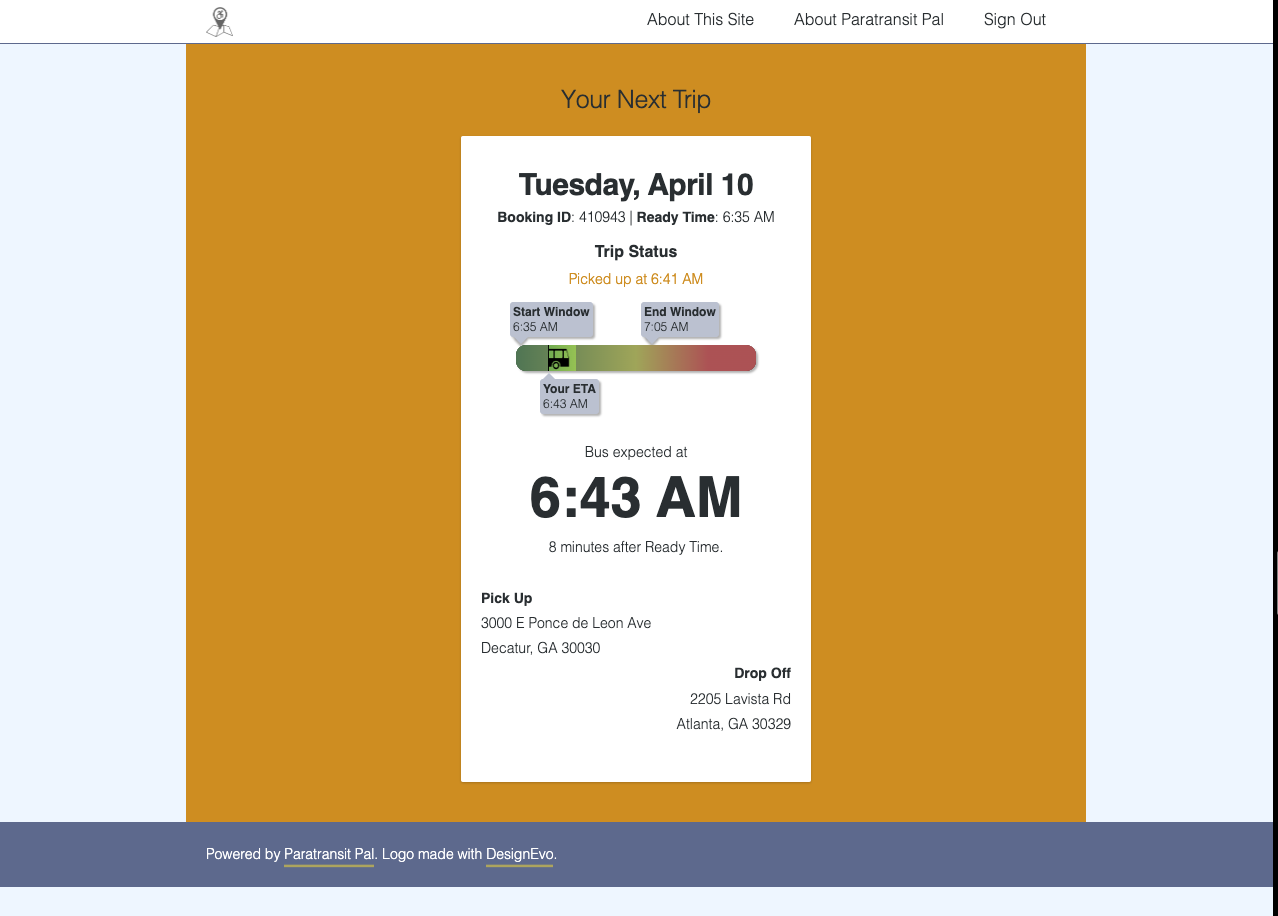 About This Site About Paratransit Pal Sign Out
Your Next Trip
Tuesday, April 10
Booking ID: 410943 | Ready Time: 6:35 AM
Trip Status
Picked up at 6:41 AM
Start Window End Window
6:35 AM 7:05 AM
Your ETA
6:43 AM
Bus expected at
6:43 AM
8 minutes after Ready Time.
Pick Up
3000 E Ponce de Leon Ave
Decatur, GA 30030
Drop Off
2205 Lavista Rd
Atlanta, GA 30329
Powered by Paratransit Pal. Logo made with DesignEvo.